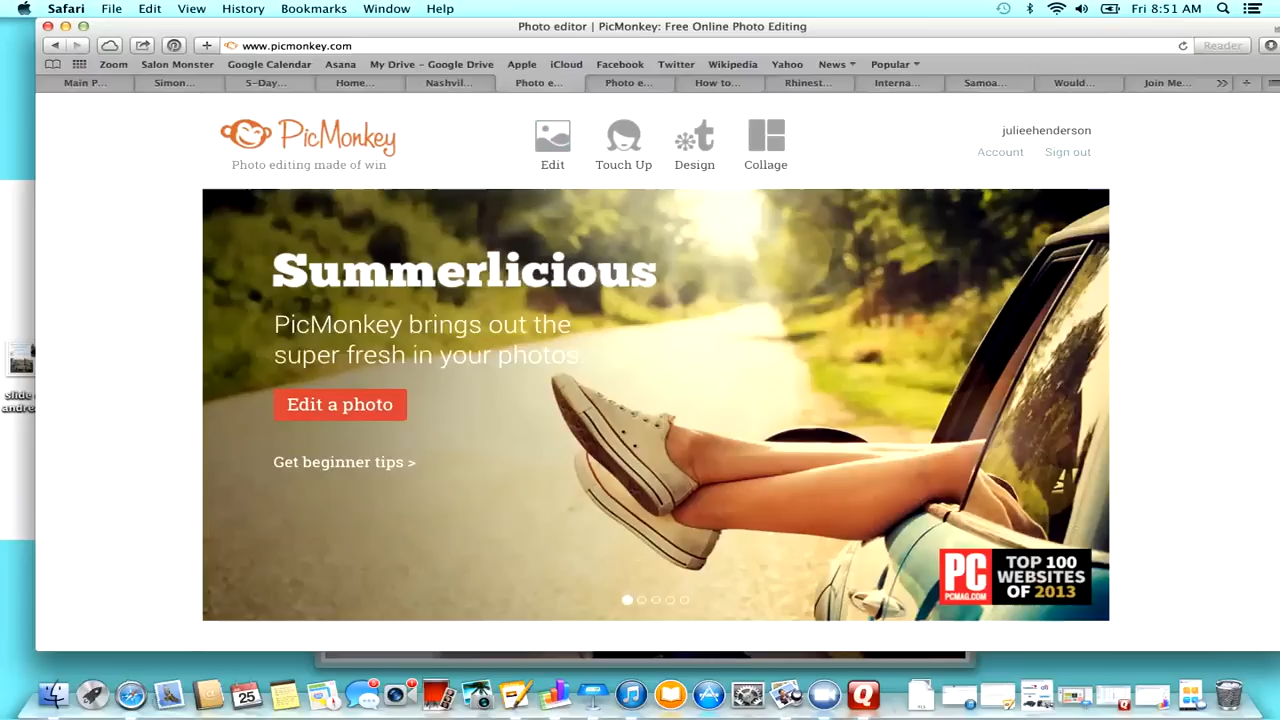 Safari File Edit View History Bookmarks Window Help Fri 8:51 AM
Photo editor | PicMonkey: Free Online Photo Editing
www.picmonkey.com Reader
Zoom Salon Monster Google Calendar Asana My Drive – Google Drive Apple iCloud Facebook Twitter Wikipedia Yahoo News Popular
Main P... Simon... 5-Day... Home... Nashvil... Photo e... Photo e... How to... Rhinest... Interna... Samoa... Would... Join Me...
PicMonkey
Photo editing made of win
Edit Touch Up Design Collage
julieehenderson
Account Sign out
Summerlicious
PicMonkey brings out the
super fresh in your photos
Edit a photo
Get beginner tips >
PC
PCMAG.COM
TOP 100
WEBSITES
OF 2013
slide
andre
25